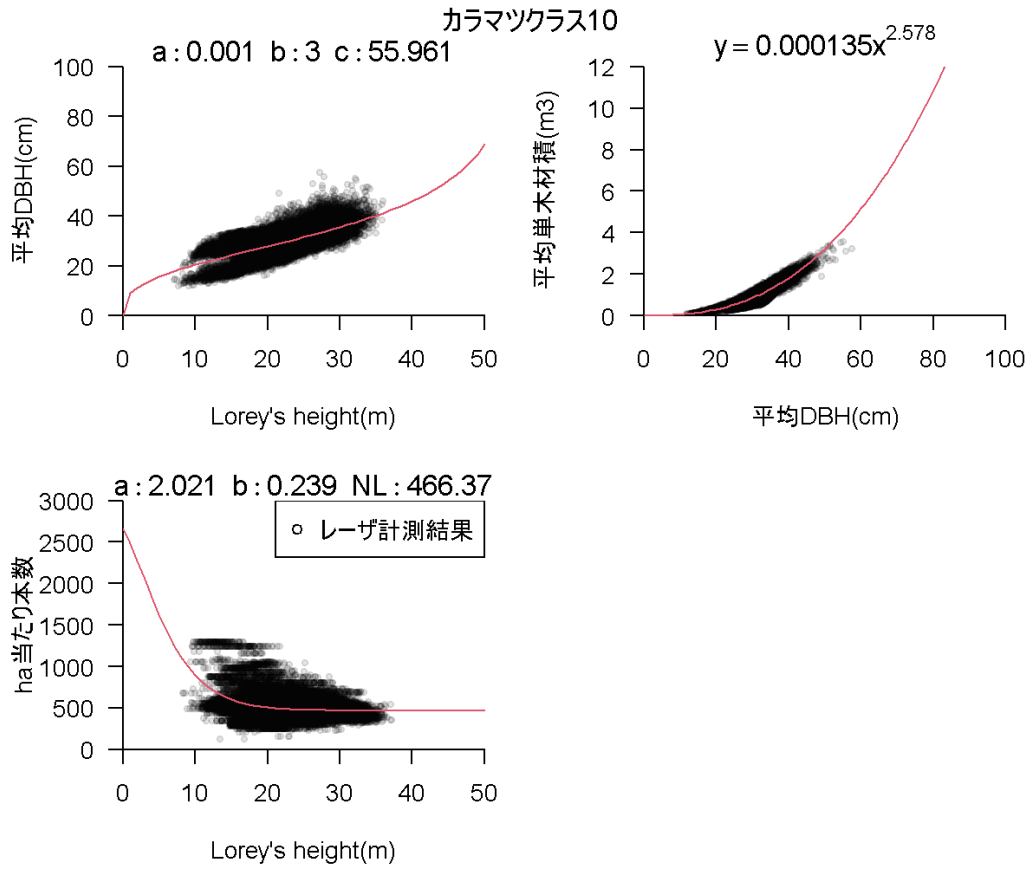 カラマツクラス10
a : 0.001 b : 3 c : 55.961
平均DBH(cm)
100
80
60
40
20
0
0 10 20 30 40 50
Lorey's height(m)
y = 0.000135x^2.578
平均単木材積(m3)
12
10
8
6
4
2
0
0 20 40 60 80 100
平均DBH(cm)
a : 2.021 b : 0.239 NL : 466.37
レーザ計測結果
ha当たり本数
3000
2500
2000
1500
1000
500
0
0 10 20 30 40 50
Lorey's height(m)